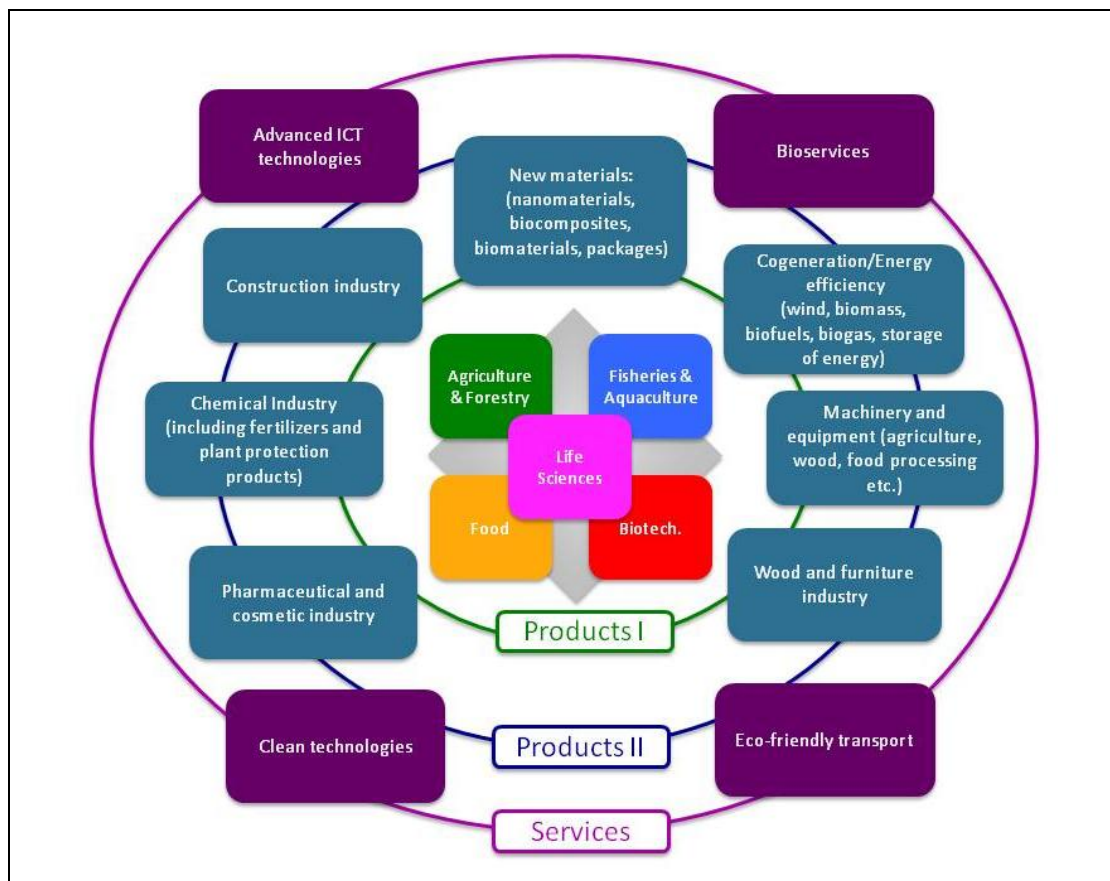 Advanced ICT
technologies
Bioservices
New materials:
(nanomaterials,
biocomposites,
biomaterials, packages)
Construction industry
Cogeneration/Energy
efficiency
(wind, biomass,
biofuels, biogas, storage
of energy)
Agriculture
& Forestry
Fisheries &
Aquaculture
Chemical Industry
(including fertilizers and
plant protection
products)
Machinery and
equipment (agriculture,
wood, food processing
etc.)
Life
Sciences
Food
Biotech.
Pharmaceutical and
cosmetic industry
Wood and furniture
industry
Products I
Clean technologies
Products II
Eco-friendly transport
Services